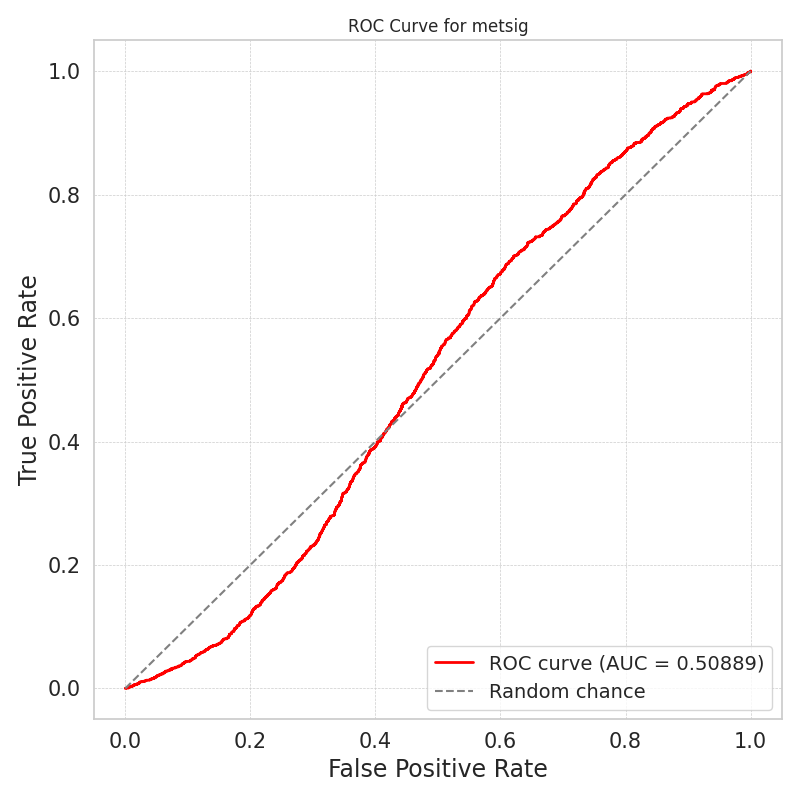 ROC Curve for metsig
1.0
0.8
0.6
0.4
0.2
0.0
True Positive Rate
ROC curve (AUC = 0.50889)
Random chance
0.0 0.2 0.4 0.6 0.8 1.0
False Positive Rate